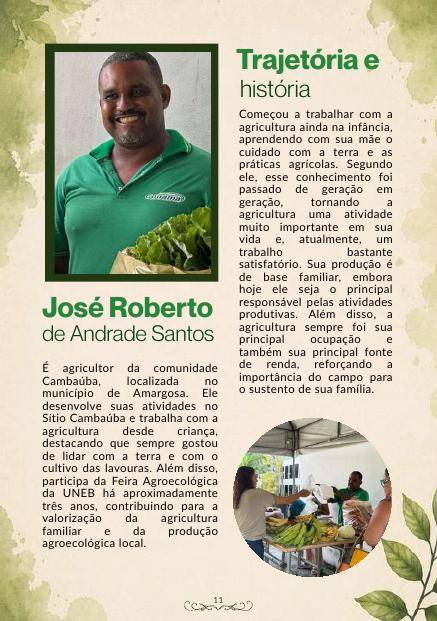 José Roberto
de Andrade Santos
É agricultor da comunidade
Cambaúba, localizada no
município de Amargosa. Ele
desenvolve suas atividades no
Sítio Cambaúba e trabalha com a
agricultura desde criança,
destacando que sempre gostou
de lidar com a terra e com o
cultivo das lavouras. Além disso,
participa da Feira Agroecológica
da UNEB há aproximadamente
três anos, contribuindo para a
valorização da agricultura
familiar e da produção
agroecológica local.
Trajetória e
história
Começou a trabalhar com a
agricultura ainda na infância,
aprendendo com sua mãe o
cuidado com a terra e as
práticas agrícolas. Segundo
ele, esse conhecimento foi
passado de geração em
geração, tornando a
agricultura uma atividade
muito importante em sua
vida e, atualmente, um
trabalho bastante
satisfatório. Sua produção é
de base familiar, embora
hoje ele seja o principal
responsável pelas atividades
produtivas. Além disso, a
agricultura sempre foi sua
principal ocupação e
também sua principal fonte
de renda, reforçando a
importância do campo para
o sustento de sua família.
11